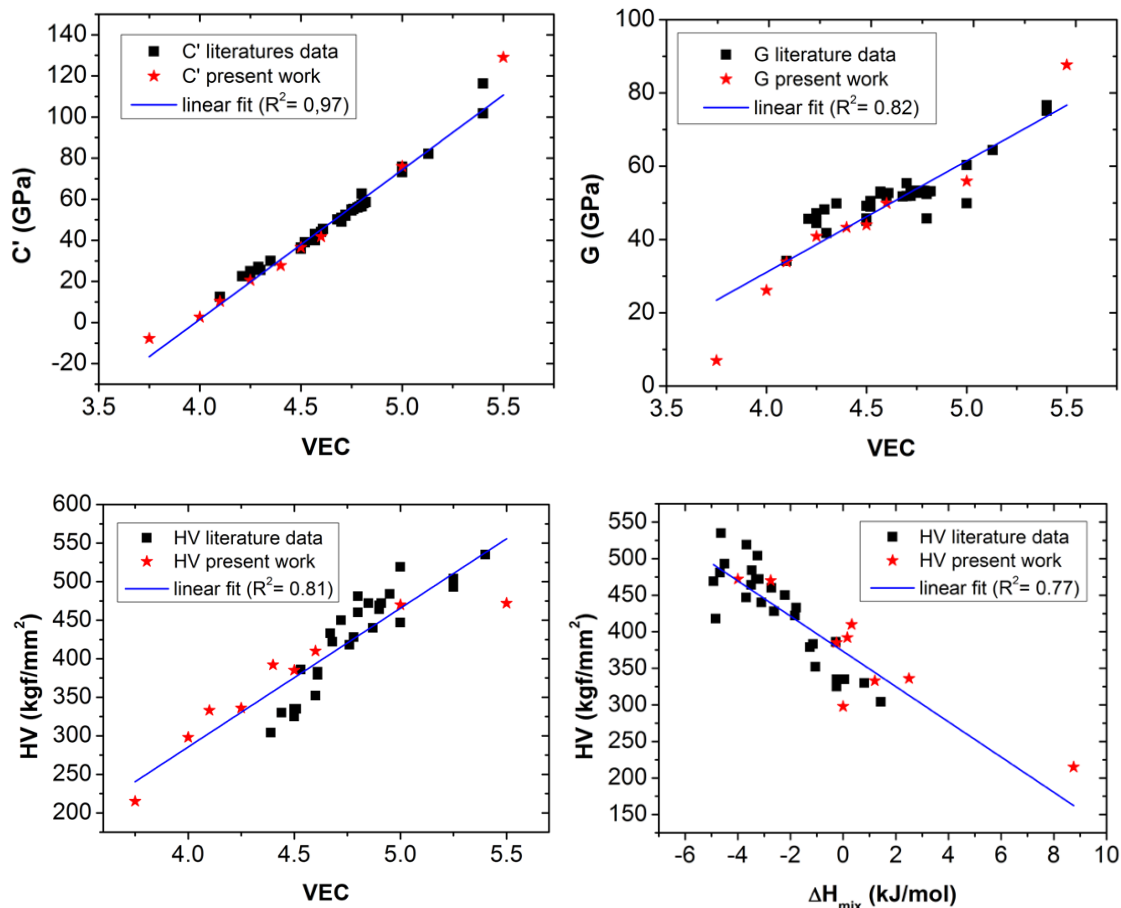 140
120
100
80
60
40
20
0
-20
C' (GPa)
C' literatures data
C' present work
linear fit (R²= 0,97)
3.5 4.0 4.5 5.0 5.5
VEC
100
80
60
40
20
0
G (GPa)
G literature data
G present work
linear fit (R²= 0.82)
3.5 4.0 4.5 5.0 5.5
VEC
600
550
500
450
400
350
300
250
200
HV (kgf/mm²)
HV literature data
HV present work
linear fit (R²= 0.81)
4.0 4.5 5.0 5.5
VEC
550
500
450
400
350
300
250
200
150
HV (kgf/mm²)
HV literature data
HV present work
linear fit (R²= 0.77)
-6 -4 -2 0 2 4 6 8 10
ΔHmix (kJ/mol)